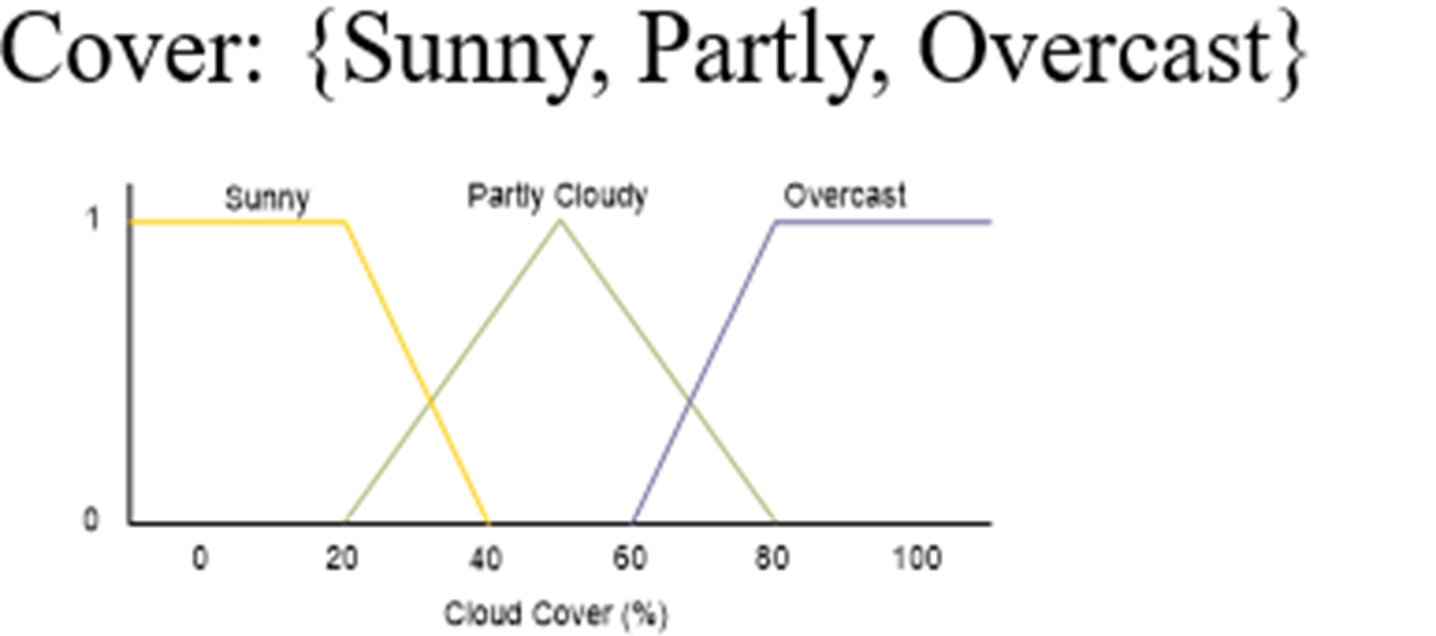 Cover: {Sunny, Partly, Overcast}
Sunny Partly Cloudy Overcast
1
0
0 20 40 60 80 100
Cloud Cover (%)